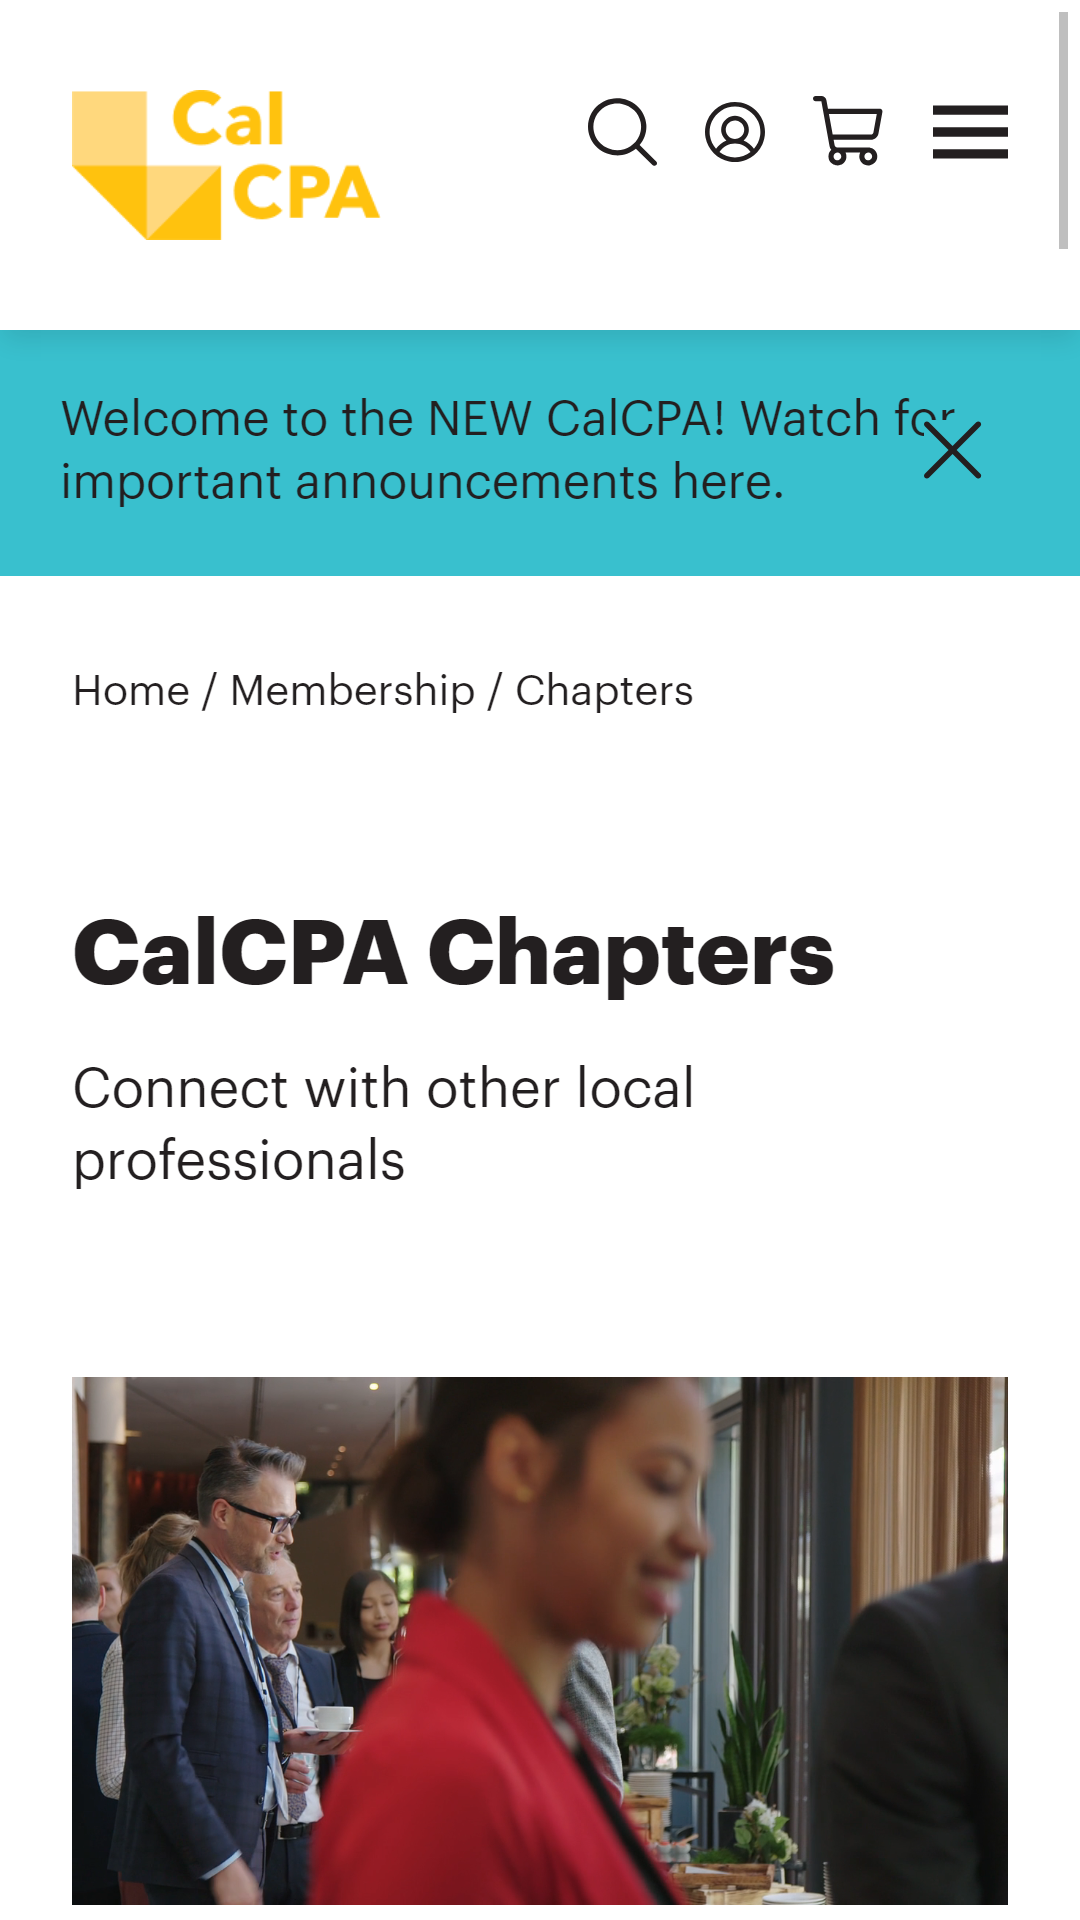 Cal
CPA
Welcome to the NEW CalCPA! Watch for
important announcements here.
Home / Membership / Chapters
CalCPA Chapters
Connect with other local
professionals